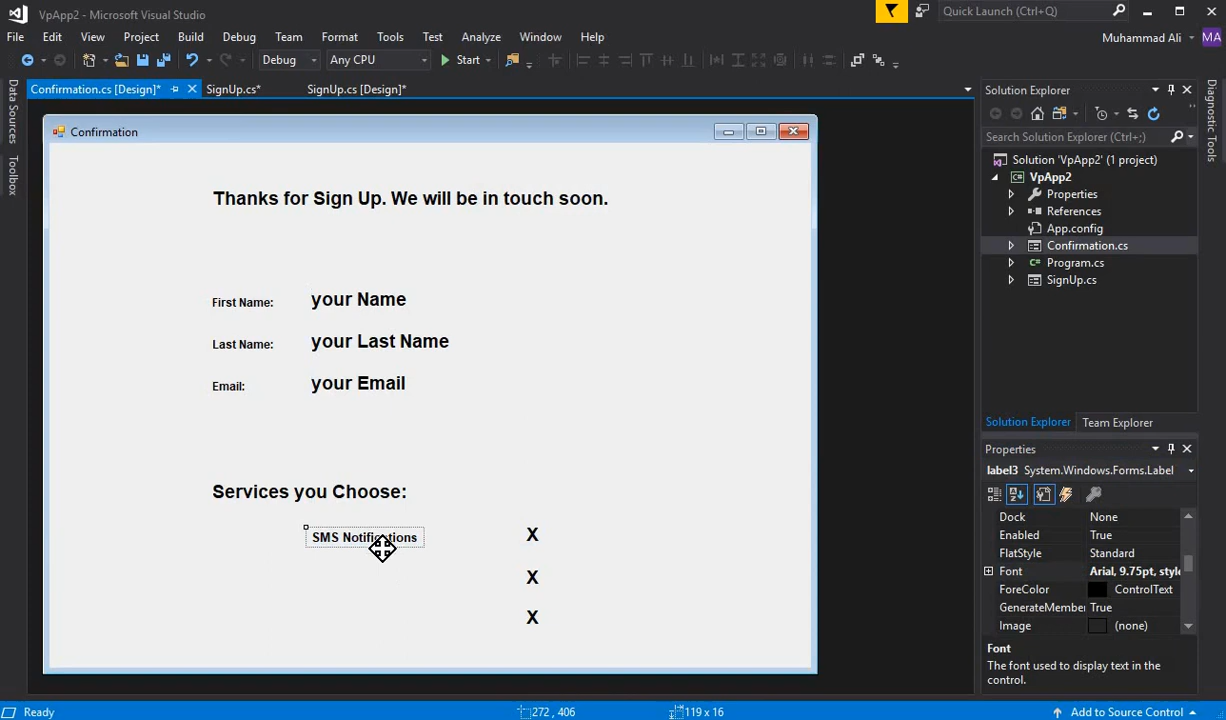 VpApp2 - Microsoft Visual Studio
Quick Launch (Ctrl+Q)
File Edit View Project Build Debug Team Format Tools Test Analyze Window Help
Muhammad Ali MA
Debug Any CPU Start
Confirmation.cs [Design]* SignUp.cs* SignUp.cs [Design]*
Data Sources
Toolbox
Confirmation
Thanks for Sign Up. We will be in touch soon.
First Name: your Name
Last Name: your Last Name
Email: your Email
Services you Choose:
SMS Notifications X
X
X
Solution Explorer
Search Solution Explorer (Ctrl+;)
Solution 'VpApp2' (1 project)
VpApp2
Properties
References
App.config
Confirmation.cs
Program.cs
SignUp.cs
Solution Explorer Team Explorer
Properties
label3 System.Windows.Forms.Label
Dock None
Enabled True
FlatStyle Standard
Font Arial, 9.75pt, style
ForeColor ControlText
GenerateMember True
Image (none)
Font
The font used to display text in the
control.
Diagnostic Tools
Ready 272 , 406 119 x 16 Add to Source Control